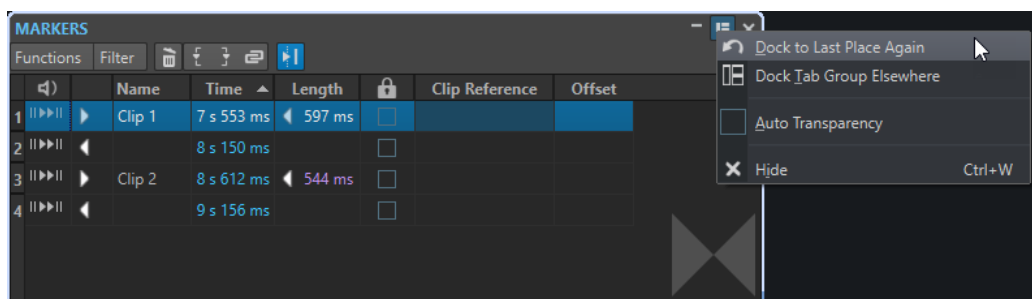 MARKERS
Functions Filter
Name Time Length Clip Reference Offset
1 Clip 1 7 s 553 ms 597 ms
2 8 s 150 ms
3 Clip 2 8 s 612 ms 544 ms
4 9 s 156 ms
Dock to Last Place Again
Dock Tab Group Elsewhere
Auto Transparency
Hide Ctrl+W